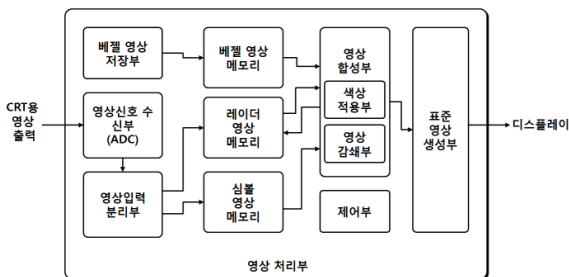 베젤 영상
저장부
베젤 영상
메모리
영상
합성부
CRT용
영상
출력
영상신호 수
신부
(ADC)
레이더
영상
메모리
색상
적용부
영상
감쇄부
표준
영상
생성부
디스플레이
영상입력
분리부
심볼
영상
메모리
제어부
영상 처리부